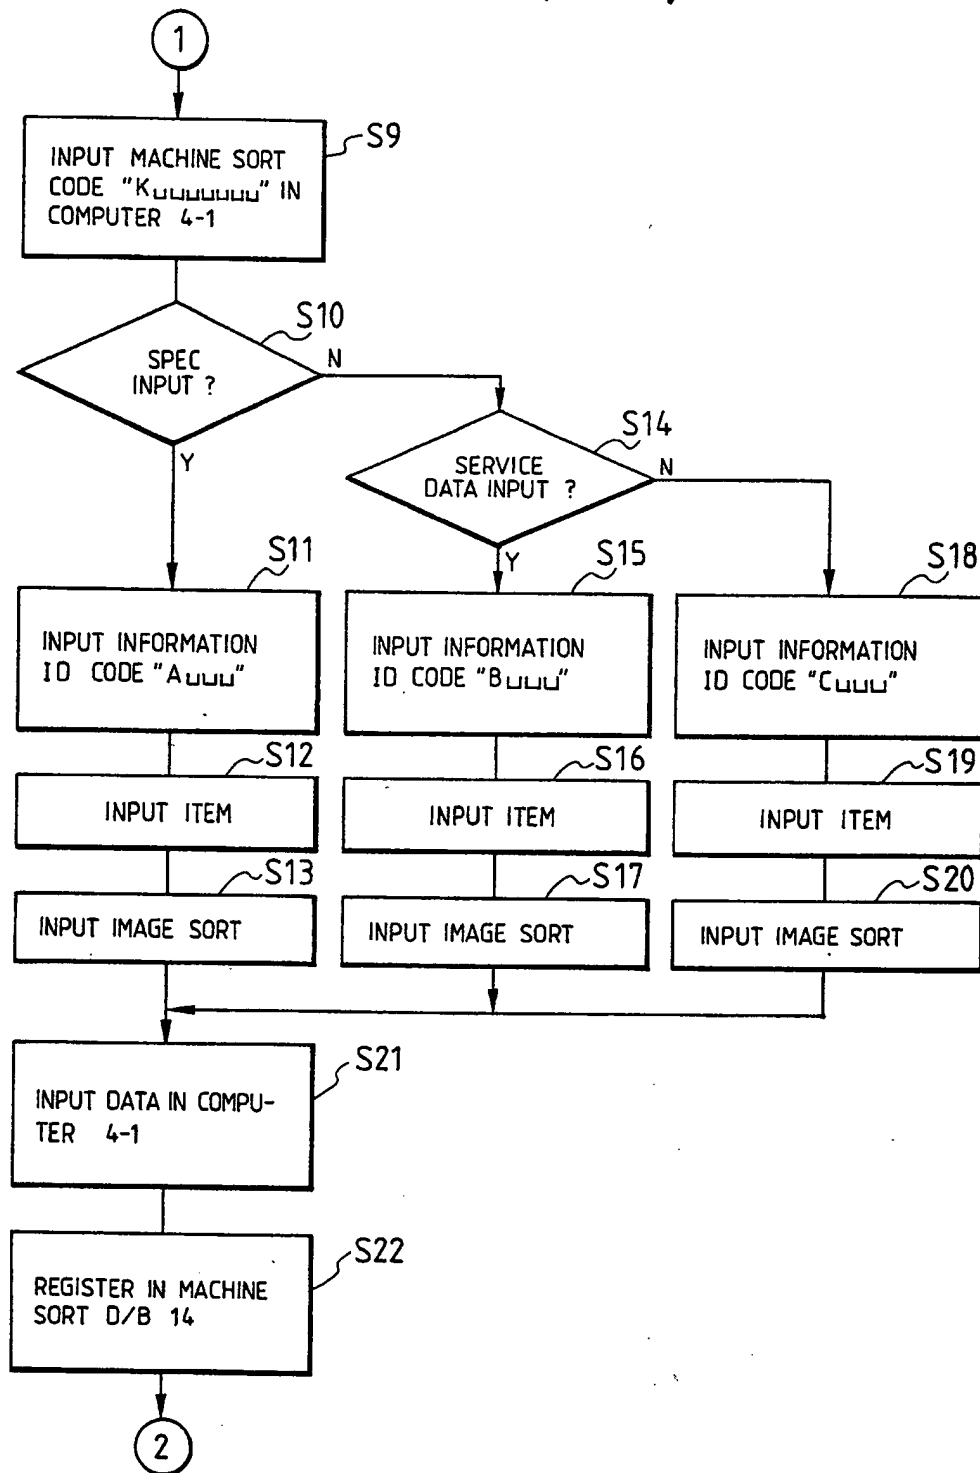 1
S9
INPUT MACHINE SORT
CODE "K␣␣␣␣␣␣␣" IN
COMPUTER 4-1
S10
SPEC
INPUT ?
N
Y
S14
SERVICE
DATA INPUT ?
N
Y
S11
INPUT INFORMATION
ID CODE "A␣␣␣"
S15
INPUT INFORMATION
ID CODE "B␣␣␣"
S18
INPUT INFORMATION
ID CODE "C␣␣␣"
S12
INPUT ITEM
S16
INPUT ITEM
S19
INPUT ITEM
S13
INPUT IMAGE SORT
S17
INPUT IMAGE SORT
S20
INPUT IMAGE SORT
S21
INPUT DATA IN COMPU-
TER 4-1
S22
REGISTER IN MACHINE
SORT D/B 14
2